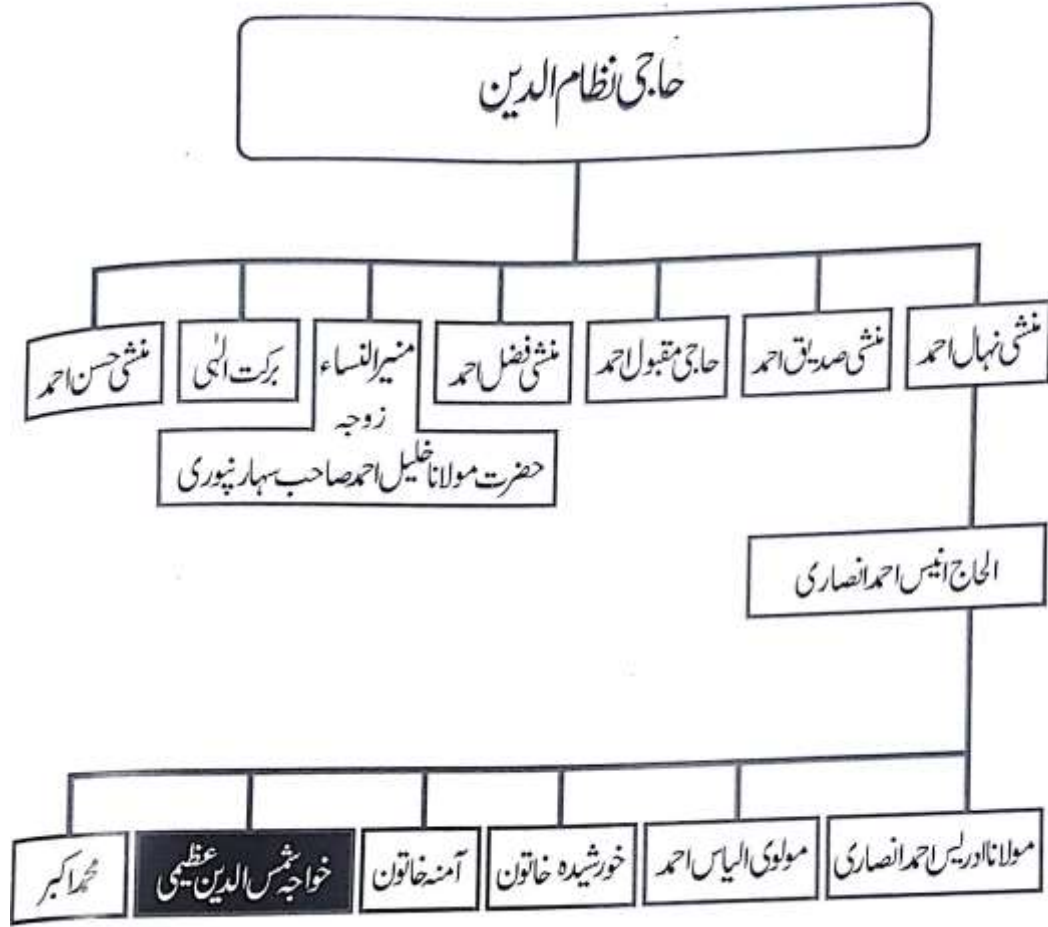 حاجی نظام الدین
منشی نہال احمد
منشی صدیق احمد
حاجی مقبول احمد
منشی فضل احمد
منیر النساء
برکت الہٰی
منشی حسن احمد
زوجہ
حضرت مولانا خلیل احمد صاحب سہارنپوری
الحاج انیس احمد انصاری
مولانا ادریس احمد انصاری
مولوی الیاس احمد
خورشیدہ خاتون
آمنہ خاتون
خواجہ شمس الدین عظیمی
محمد اکبر